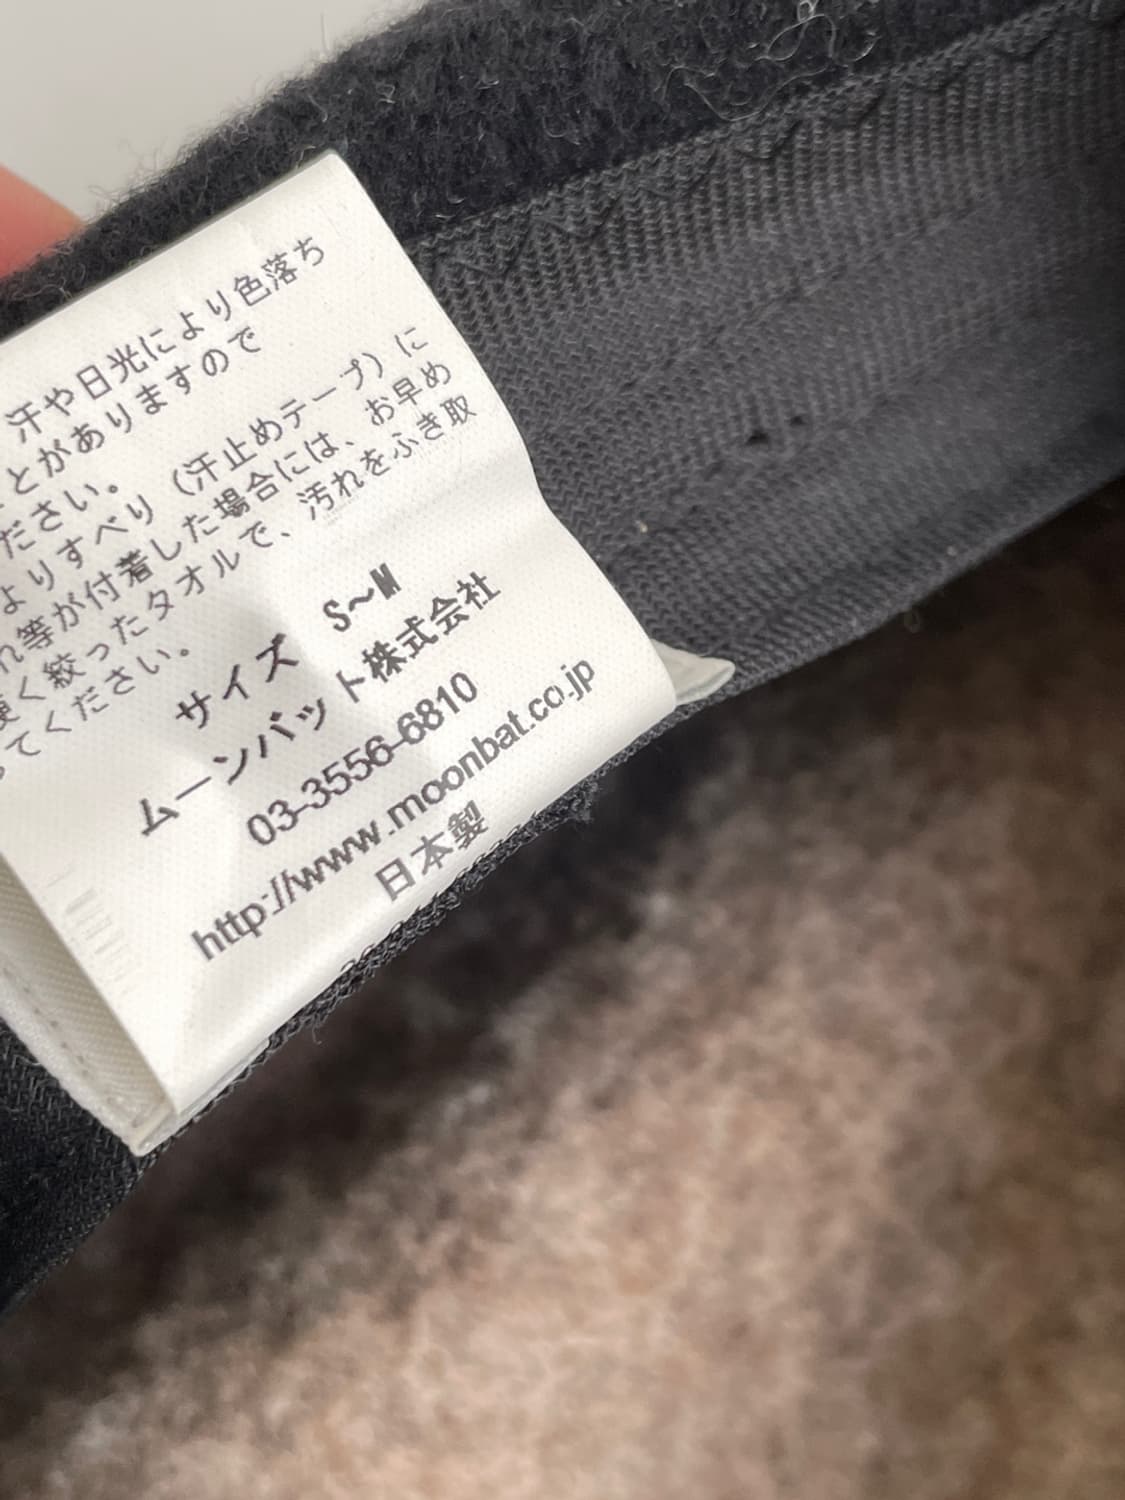 汗や日光により色落ち
とがありますので
ださい。
よりすべり（汗止めテープ）に
れ等が付着した場合には、お早め
硬く絞ったタオルで、汚れをふき取
てください。
サイズ S～M
ムーンバット株式会社
03-3556-6810
http://www.moonbat.co.jp
日本製